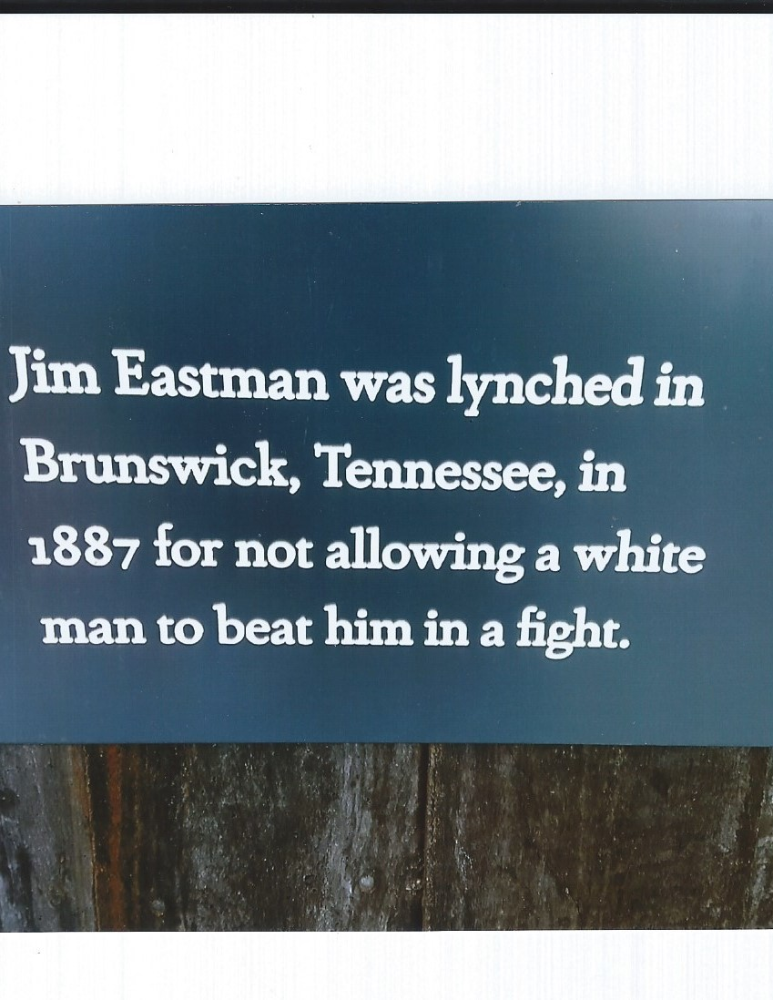 Jim Eastman was lynched in
Brunswick, Tennessee, in
1887 for not allowing a white
man to beat him in a fight.